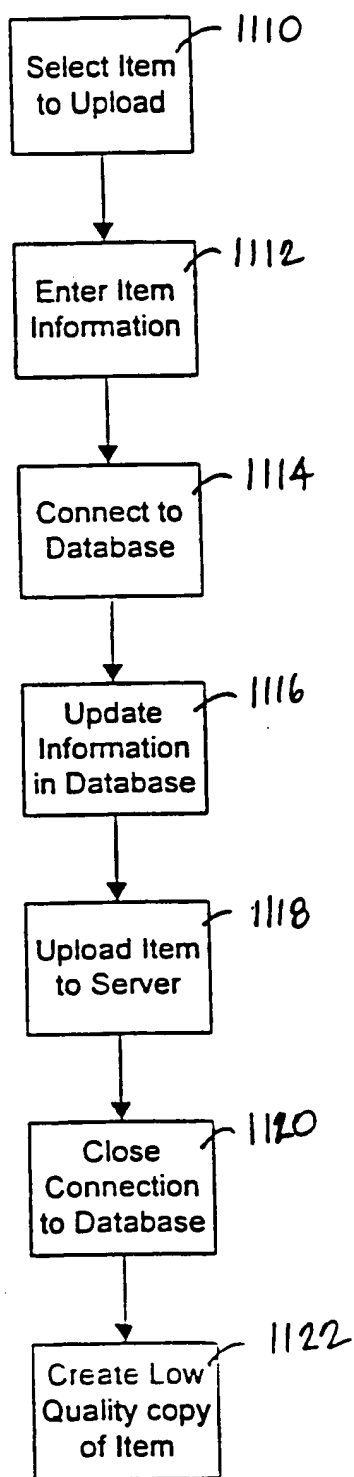 1110
Select Item
to Upload
1112
Enter Item
Information
1114
Connect to
Database
1116
Update
Information
in Database
1118
Upload Item
to Server
1120
Close
Connection
to Database
1122
Create Low
Quality copy
of Item